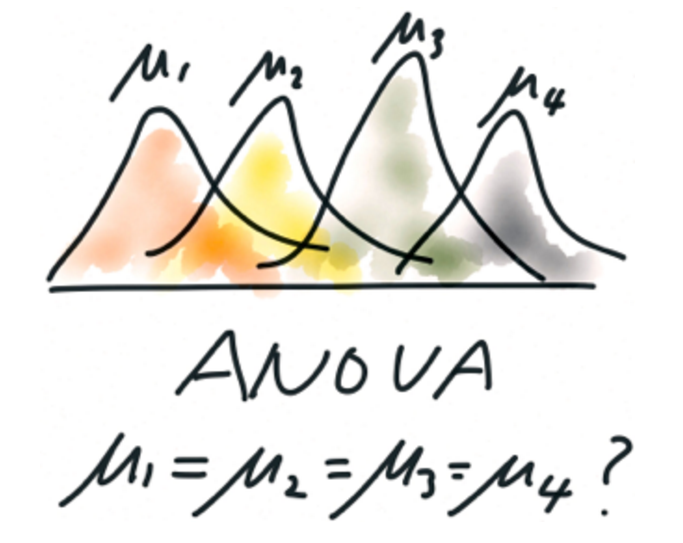 μ₁ μ₂ μ₃ μ₄
ANOVA
μ₁ = μ₂ = μ₃ = μ₄ ?